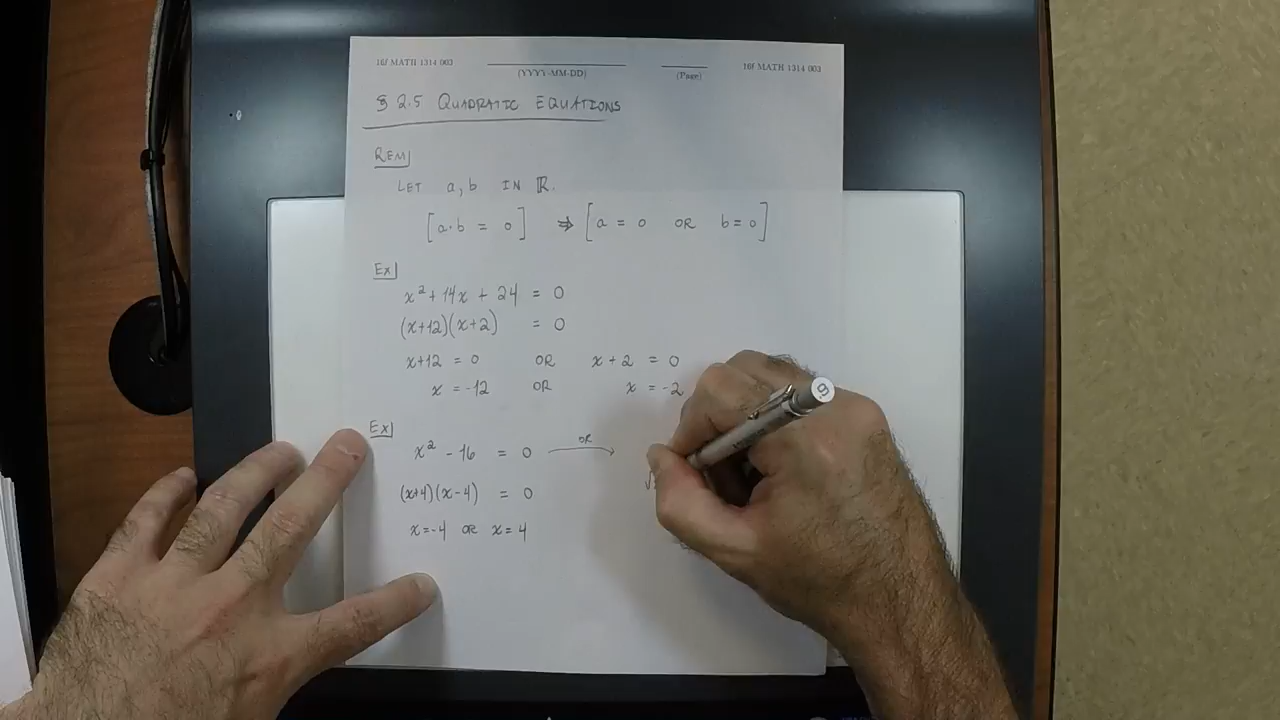 16f MATH 1314 003
(YYYY-MM-DD)
(Page)
16f MATH 1314 003
§ 2.5 QUADRATIC EQUATIONS
REM
LET a, b IN ℝ.
[a·b = 0] ⇒ [a = 0 OR b = 0]
EX
x² + 14x + 24 = 0
(x+12)(x+2) = 0
x+12 = 0 OR x + 2 = 0
x = -12 OR x = -2
EX
x² - 16 = 0 OR →
(x+4)(x-4) = 0
x=-4 OR x=4